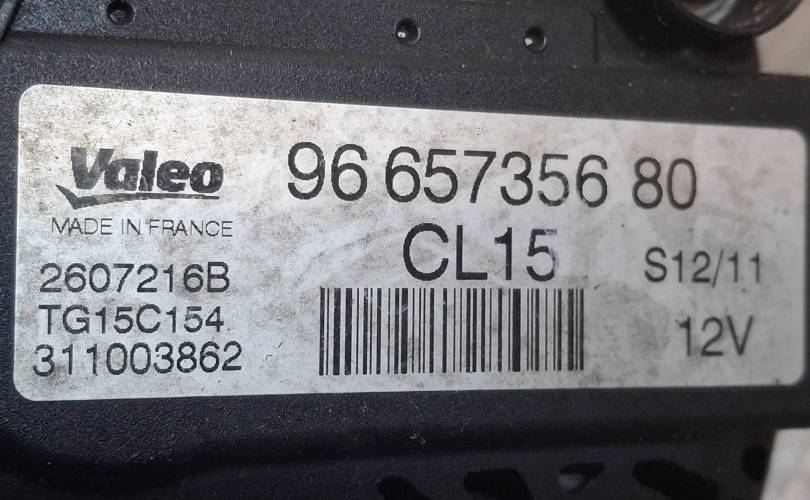 Valeo
96 657356 80
MADE IN FRANCE
CL15
S12/11
2607216B
TG15C154
12V
311003862